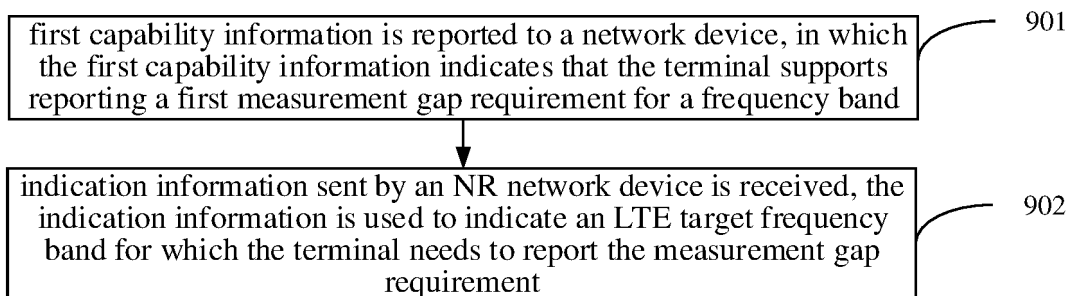 first capability information is reported to a network device, in which
the first capability information indicates that the terminal supports
reporting a first measurement gap requirement for a frequency band
901
indication information sent by an NR network device is received, the
indication information is used to indicate an LTE target frequency
band for which the terminal needs to report the measurement gap
requirement
902